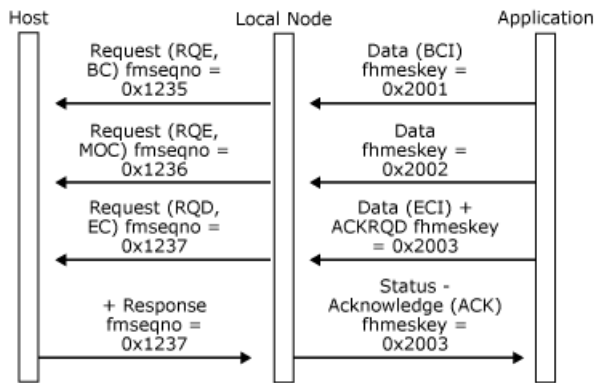 Host
Local Node
Application
Request (RQE,
BC) fmseqno =
0x1235
Data (BCI)
fhmeskey =
0x2001
Request (RQE,
MOC) fmseqno =
0x1236
Data
fhmeskey =
0x2002
Request (RQD,
EC) fmseqno =
0x1237
Data (ECI) +
ACKRQD fhmeskey
= 0x2003
+ Response
fmseqno =
0x1237
Status -
Acknowledge (ACK)
fhmeskey =
0x2003